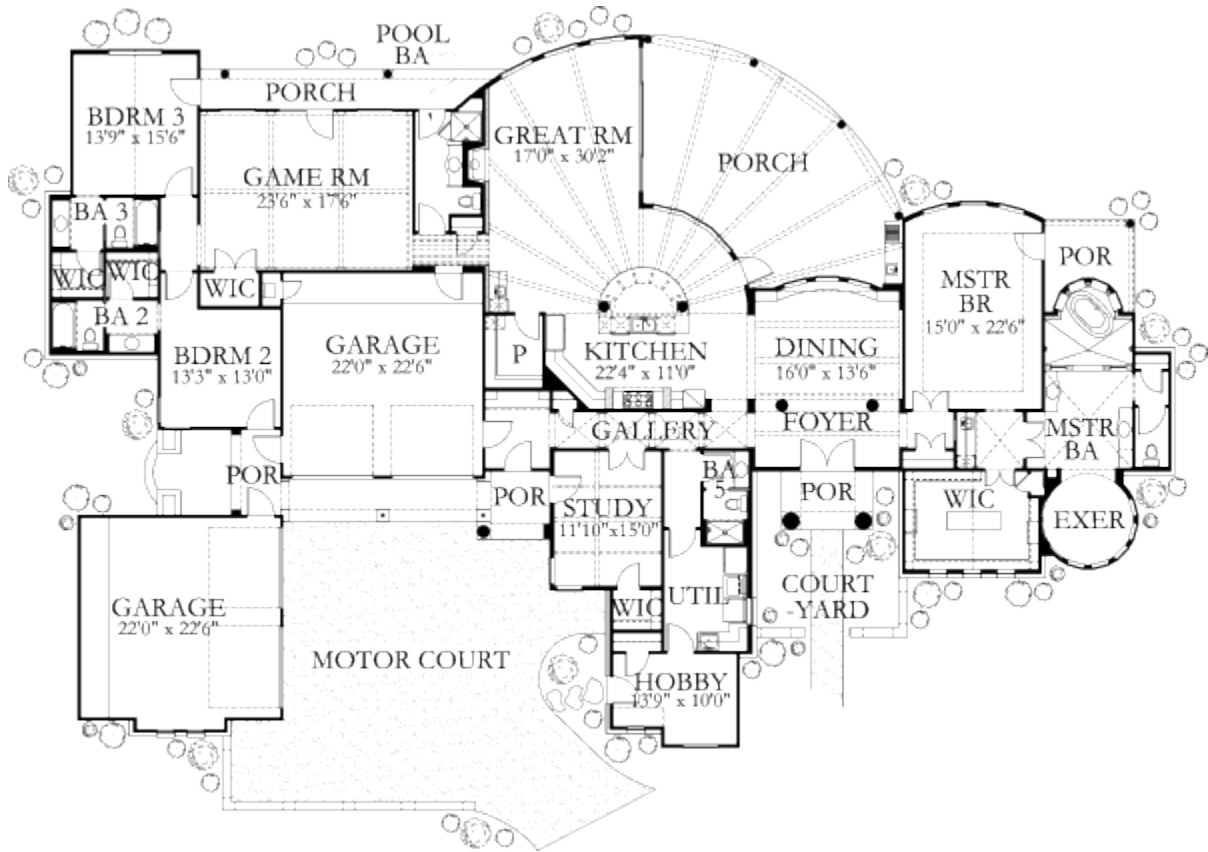 POOL
BA
PORCH
BDRM 3
13'9" x 15'6"
GREAT RM
17'0" x 30'2"
PORCH
GAME RM
23'6" x 17'6"
BA 3
WIC
WIC
WIC
BA 2
POR
MSTR
BR
15'0" x 22'6"
GARAGE
22'0" x 22'6"
P
KITCHEN
22'4" x 11'0"
DINING
16'0" x 13'6"
BDRM 2
13'3" x 13'0"
GALLERY
FOYER
MSTR
BA
POR
POR
BA
5
POR
WIC
EXER
STUDY
11'10" x 15'0"
GARAGE
22'0" x 22'6"
WIC
UTIL
COURT
-YARD
MOTOR COURT
HOBBY
13'9" x 10'0"